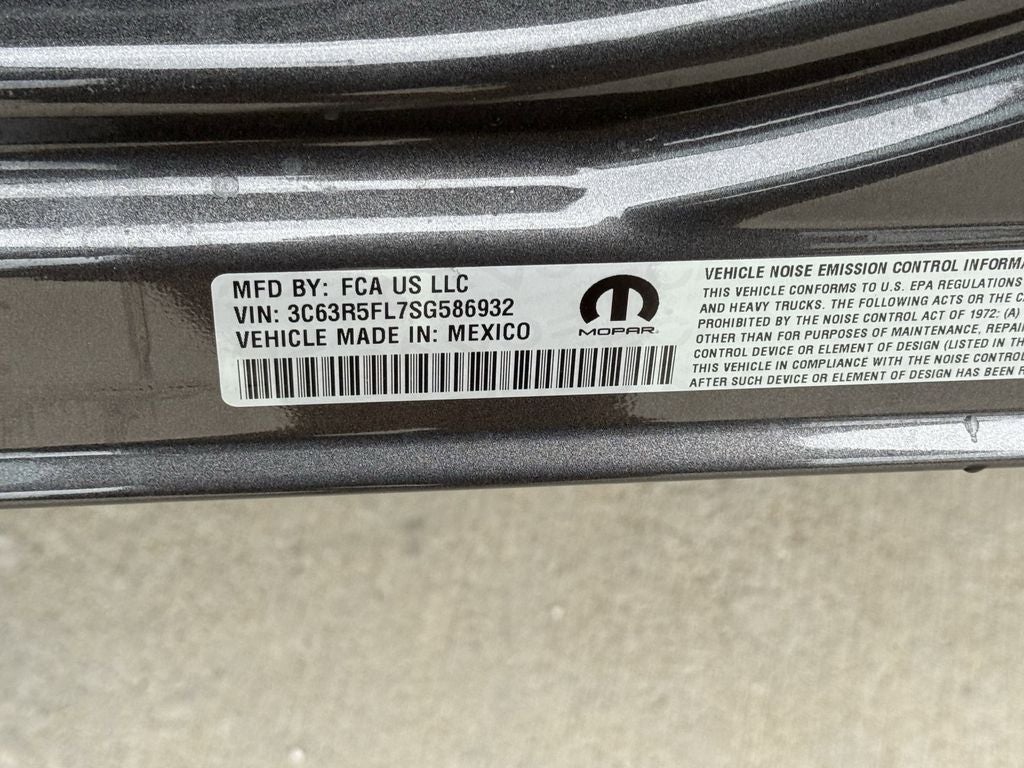 MFD BY: FCA US LLC
VIN: 3C63R5FL7SG586932
VEHICLE MADE IN: MEXICO
MOPAR
VEHICLE NOISE EMISSION CONTROL INFORMA
THIS VEHICLE CONFORMS TO U.S. EPA REGULATIONS
AND HEAVY TRUCKS. THE FOLLOWING ACTS OR THE C
PROHIBITED BY THE NOISE CONTROL ACT OF 1972: (A)
OTHER THAN FOR PURPOSES OF MAINTENANCE, REPAI
CONTROL DEVICE OR ELEMENT OF DESIGN (LISTED IN TH
THIS VEHICLE IN COMPLIANCE WITH THE NOISE CONTROL
AFTER SUCH DEVICE OR ELEMENT OF DESIGN HAS BEEN R